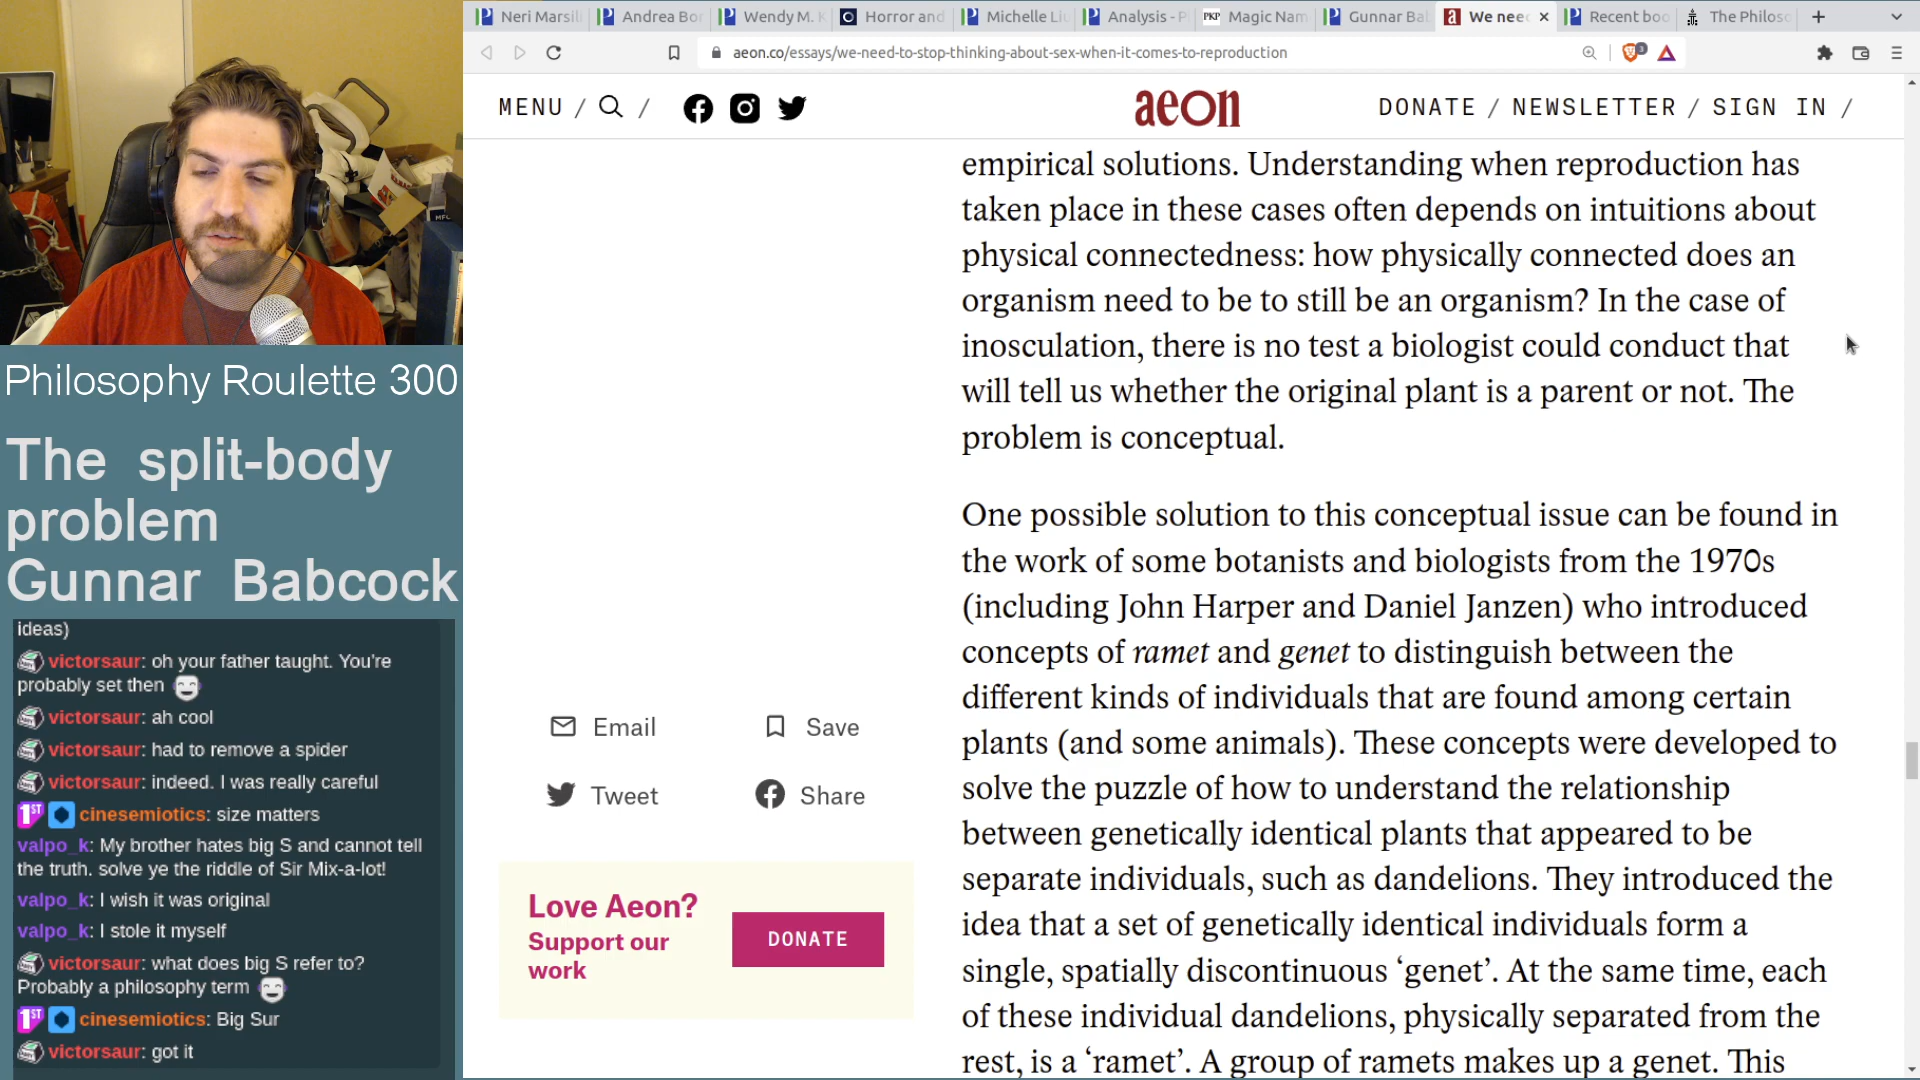 Neri Marsil
Andrea Bor
Wendy M. K
Horror and
Michelle Liu
Analysis - P
PKP Magic Nam
Gunnar Bab
a We need
Recent boo
The Philoso
aeon.co/essays/we-need-to-stop-thinking-about-sex-when-it-comes-to-reproduction
3
MENU / /
aeon
DONATE / NEWSLETTER / SIGN IN /
empirical solutions. Understanding when reproduction has
taken place in these cases often depends on intuitions about
physical connectedness: how physically connected does an
organism need to be to still be an organism? In the case of
inosculation, there is no test a biologist could conduct that
will tell us whether the original plant is a parent or not. The
problem is conceptual.
One possible solution to this conceptual issue can be found in
the work of some botanists and biologists from the 1970s
(including John Harper and Daniel Janzen) who introduced
concepts of ramet and genet to distinguish between the
different kinds of individuals that are found among certain
plants (and some animals). These concepts were developed to
solve the puzzle of how to understand the relationship
between genetically identical plants that appeared to be
separate individuals, such as dandelions. They introduced the
idea that a set of genetically identical individuals form a
single, spatially discontinuous ‘genet’. At the same time, each
of these individual dandelions, physically separated from the
rest, is a ‘ramet’. A group of ramets makes up a genet. This
Email
Save
Tweet
Share
Love Aeon?
Support our
work
DONATE
Philosophy Roulette 300
The split-body
problem
Gunnar Babcock
ideas)
victorsaur: oh your father taught. You're
probably set then
victorsaur: ah cool
victorsaur: had to remove a spider
victorsaur: indeed. I was really careful
1ST cinesemiotics: size matters
valpo_k: My brother hates big S and cannot tell
the truth. solve ye the riddle of Sir Mix-a-lot!
valpo_k: I wish it was original
valpo_k: I stole it myself
victorsaur: what does big S refer to?
Probably a philosophy term
1ST cinesemiotics: Big Sur
victorsaur: got it